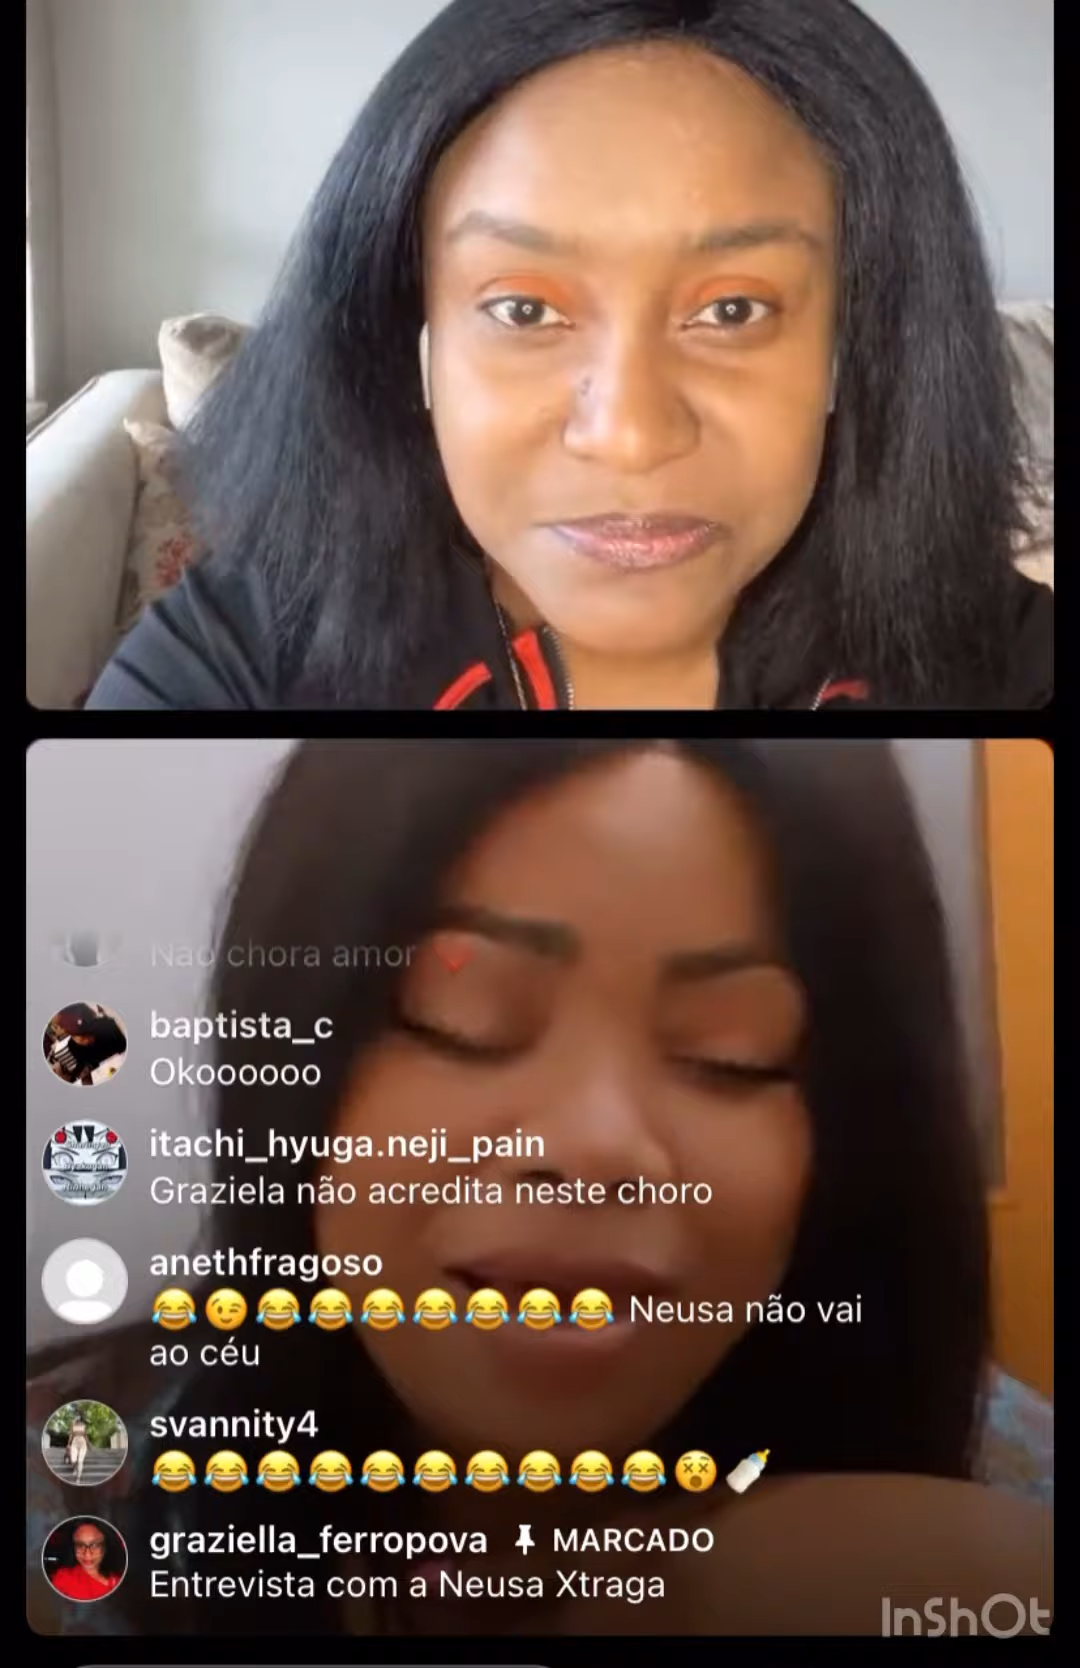 Não chora amor ❤️
baptista_c
Okoooooo
itachi_hyuga.neji_pain
Graziela não acredita neste choro
anethfragoso
😂😉😂😂😂😂😂😂😂 Neusa não vai
ao céu
svannity4
😂😂😂😂😂😂😂😂😂😂😵🍼
graziella_ferropova 📌 MARCADO
Entrevista com a Neusa Xtraga
InShOt